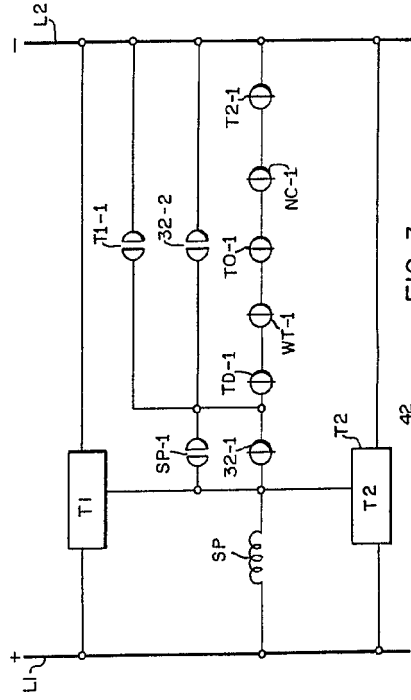 +
L1
−
L2
T1
T1-1
32-2
SP-1
SP
32-1
TD-1
WT-1
TO-1
NC-1
T2-1
T2
T2
42